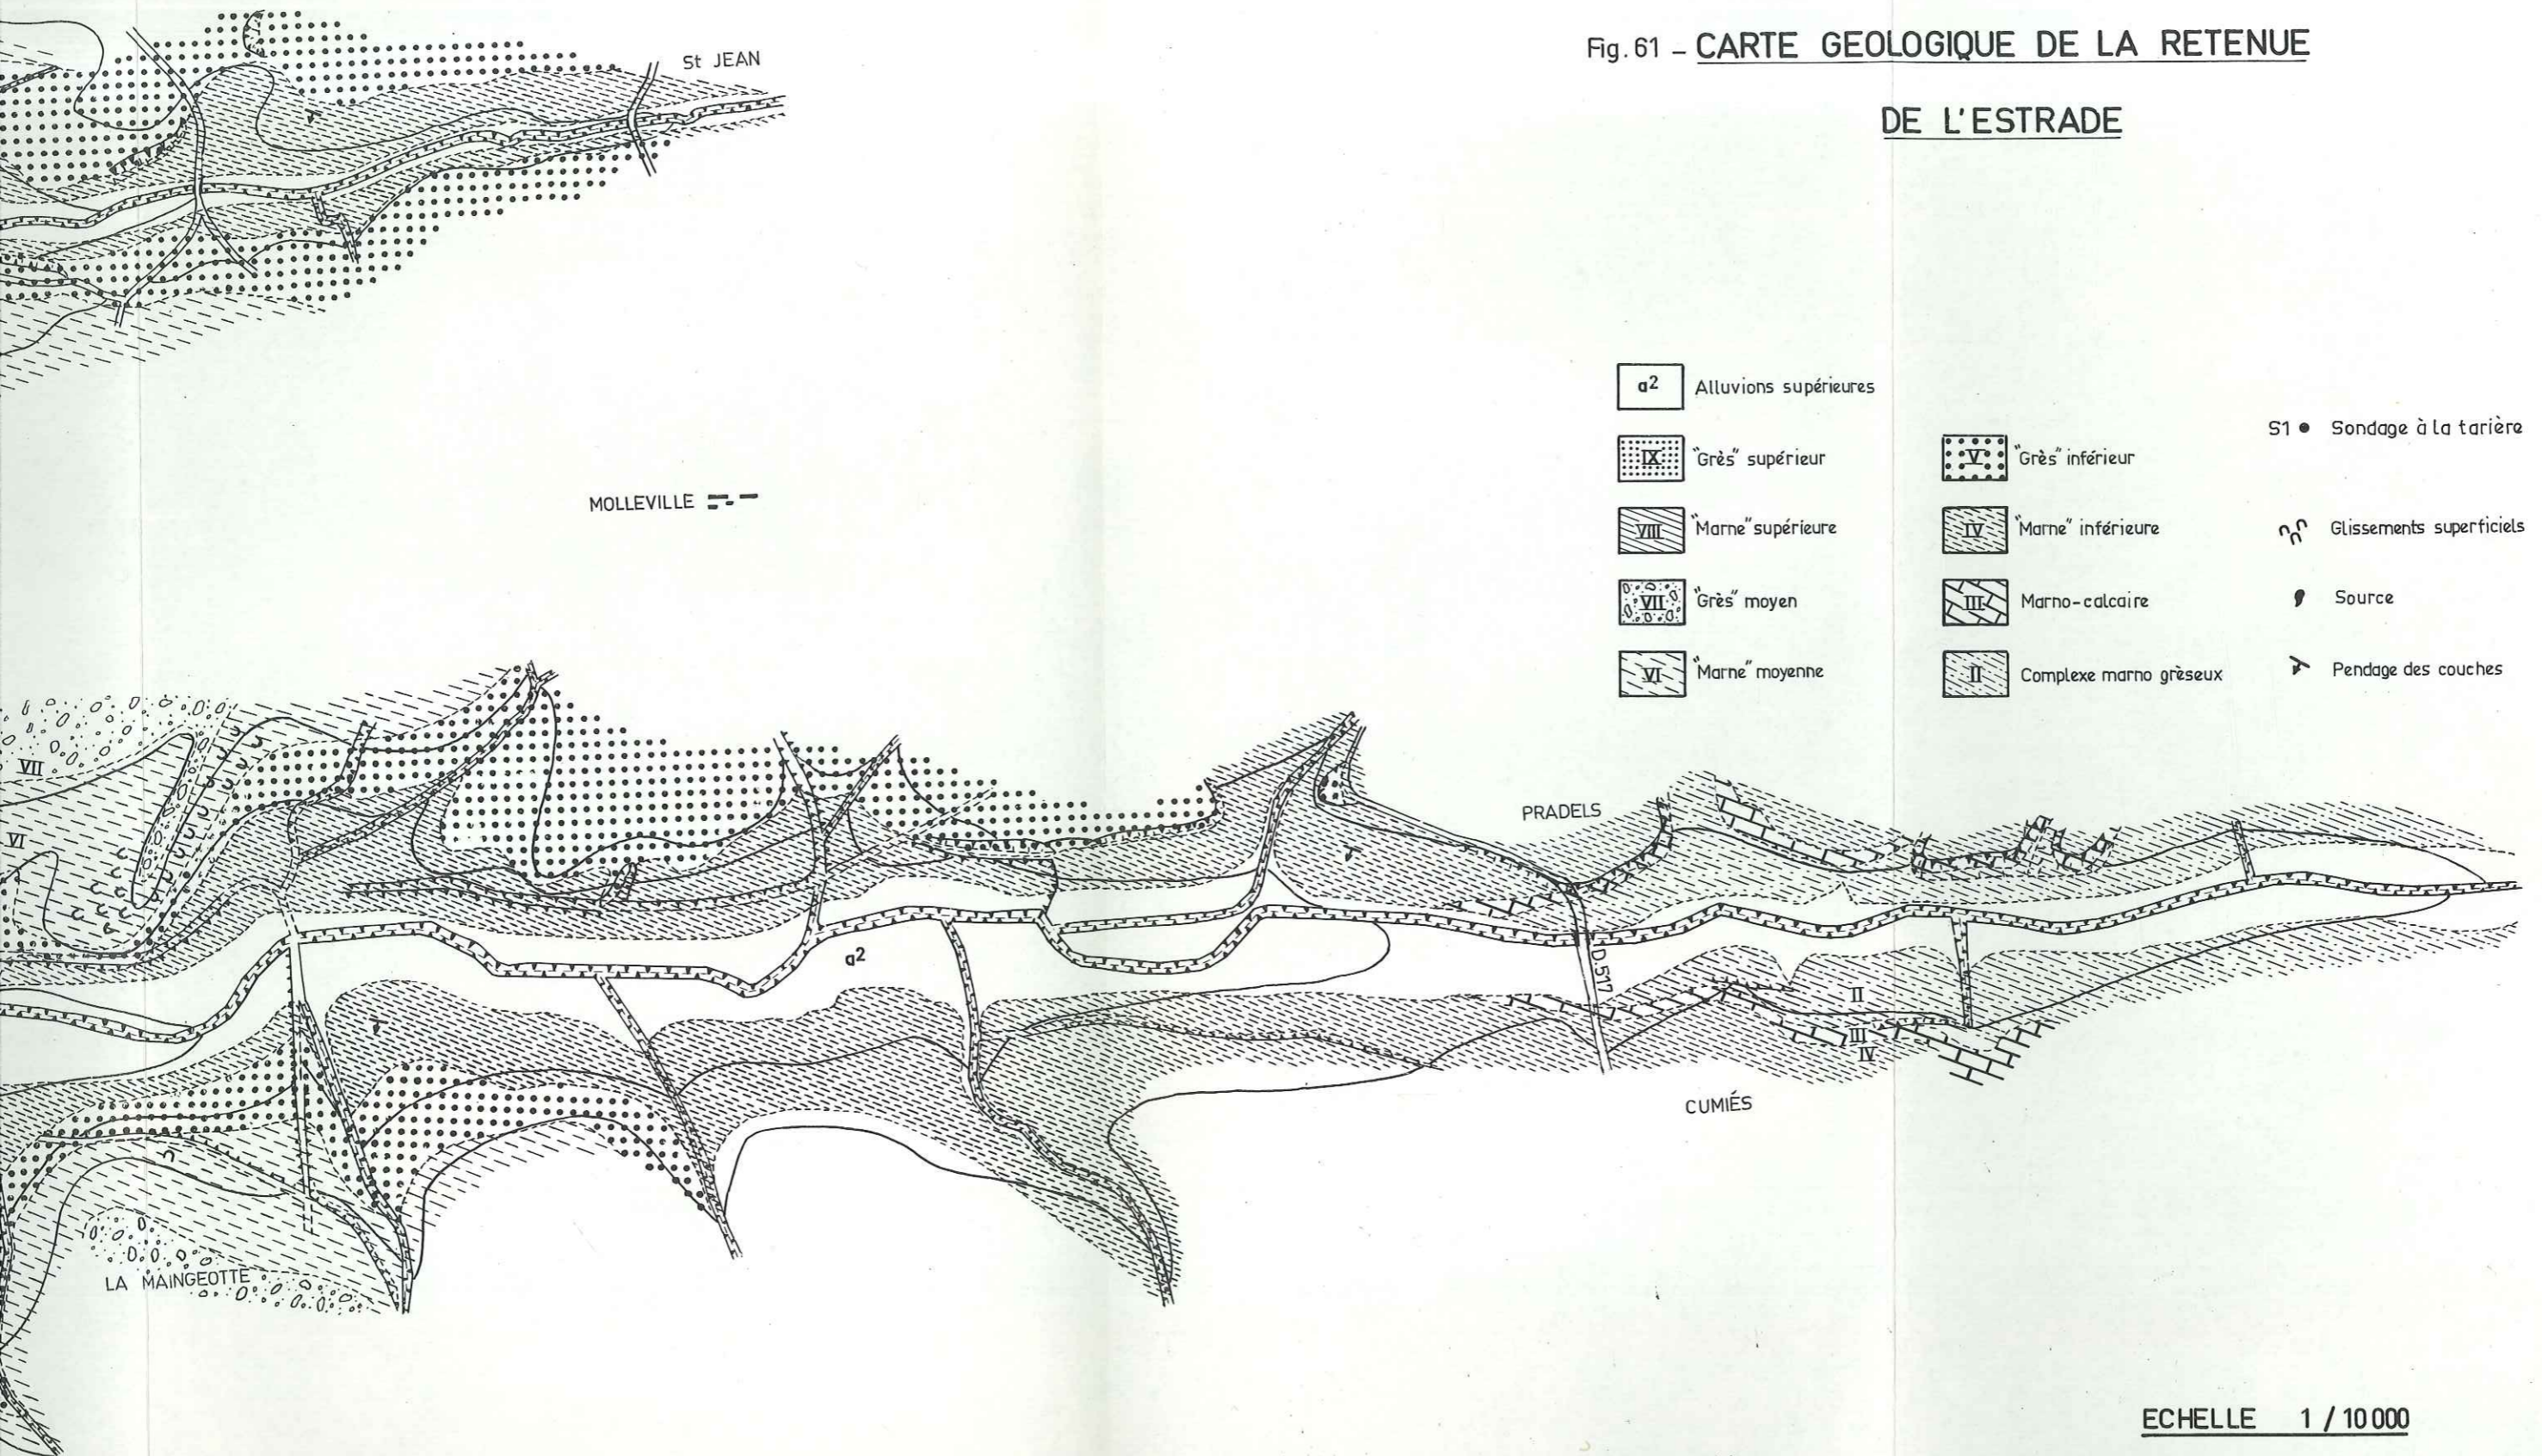 Fig. 61 – CARTE GEOLOGIQUE DE LA RETENUE
DE L'ESTRADE
St JEAN
MOLLEVILLE
a2 Alluvions supérieures
IX "Grès" supérieur
VIII "Marne" supérieure
VII "Grès" moyen
VI "Marne" moyenne
V "Grès" inférieur
IV "Marne" inférieure
III Marno-calcaire
II Complexe marno grèseux
S1 Sondage à la tarière
Glissements superficiels
Source
Pendage des couches
VII
VI
PRADELS
a2
D.517
II
III
IV
CUMIÉS
LA MAINGEOTTE
ECHELLE 1 / 10 000